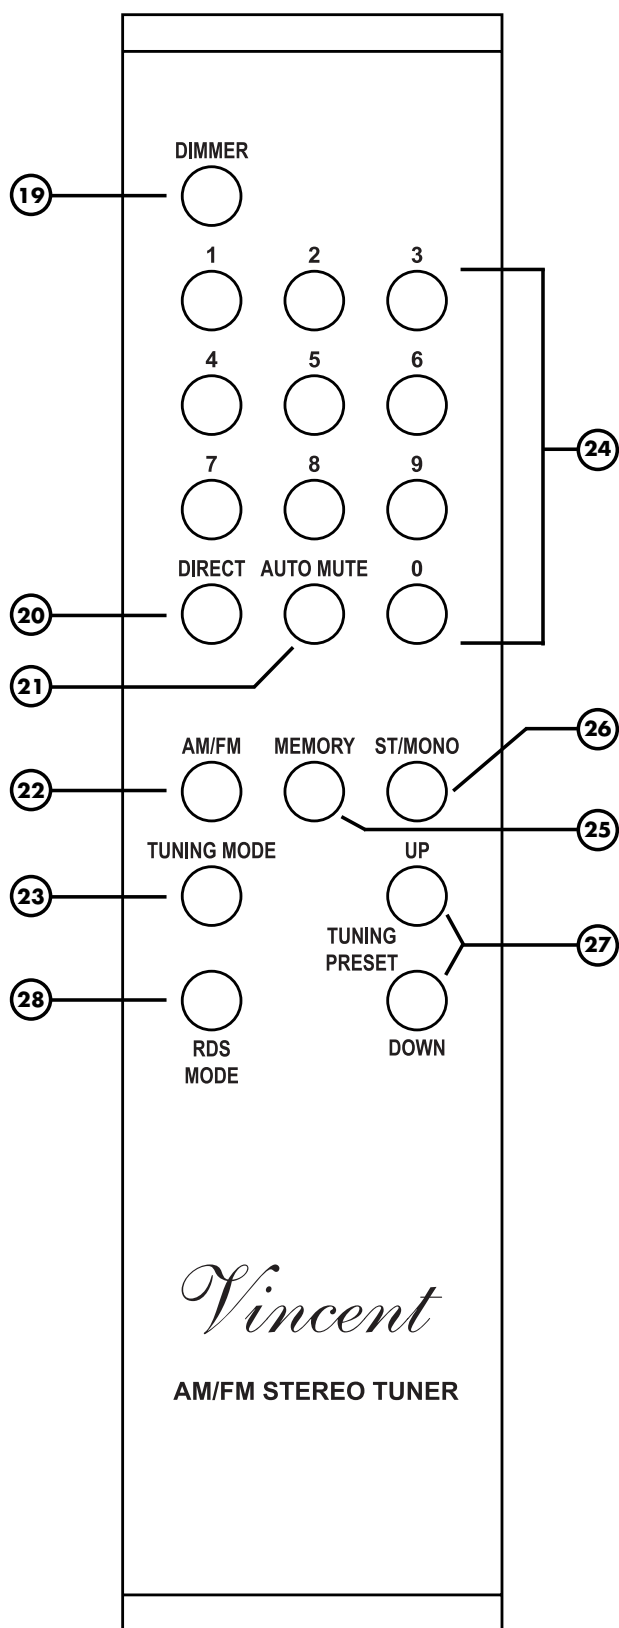 DIMMER
19
1 2 3
4 5 6
24
7 8 9
DIRECT AUTO MUTE 0
20
21
26
AM/FM MEMORY ST/MONO
22
25
TUNING MODE UP
23
TUNING
PRESET
27
28
RDS
MODE
DOWN
Vincent
AM/FM STEREO TUNER